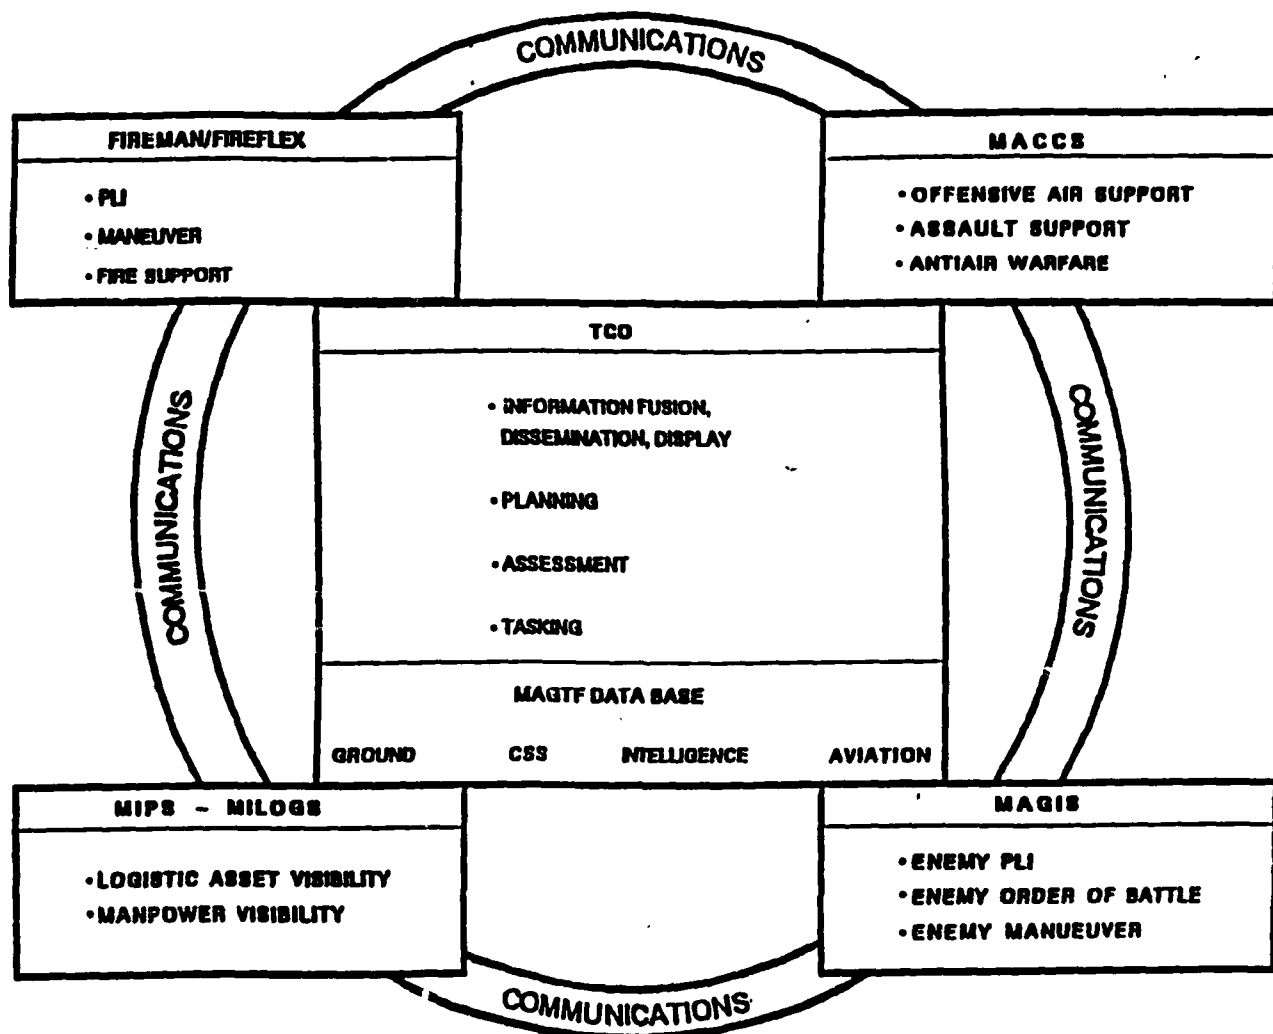 COMMUNICATIONS
FIREMAN/FIREFLEX
• PLI
• MANEUVER
• FIRE SUPPORT
MACCS
• OFFENSIVE AIR SUPPORT
• ASSAULT SUPPORT
• ANTIAIR WARFARE
COMMUNICATIONS
TCO
• INFORMATION FUSION,
DISSEMINATION, DISPLAY
• PLANNING
• ASSESSMENT
• TASKING
MAGTF DATA BASE
GROUND CSS INTELLIGENCE AVIATION
COMMUNICATIONS
MIPS - MILOGS
• LOGISTIC ASSET VISIBILITY
• MANPOWER VISIBILITY
MAGIS
• ENEMY PLI
• ENEMY ORDER OF BATTLE
• ENEMY MANUEUVER
COMMUNICATIONS